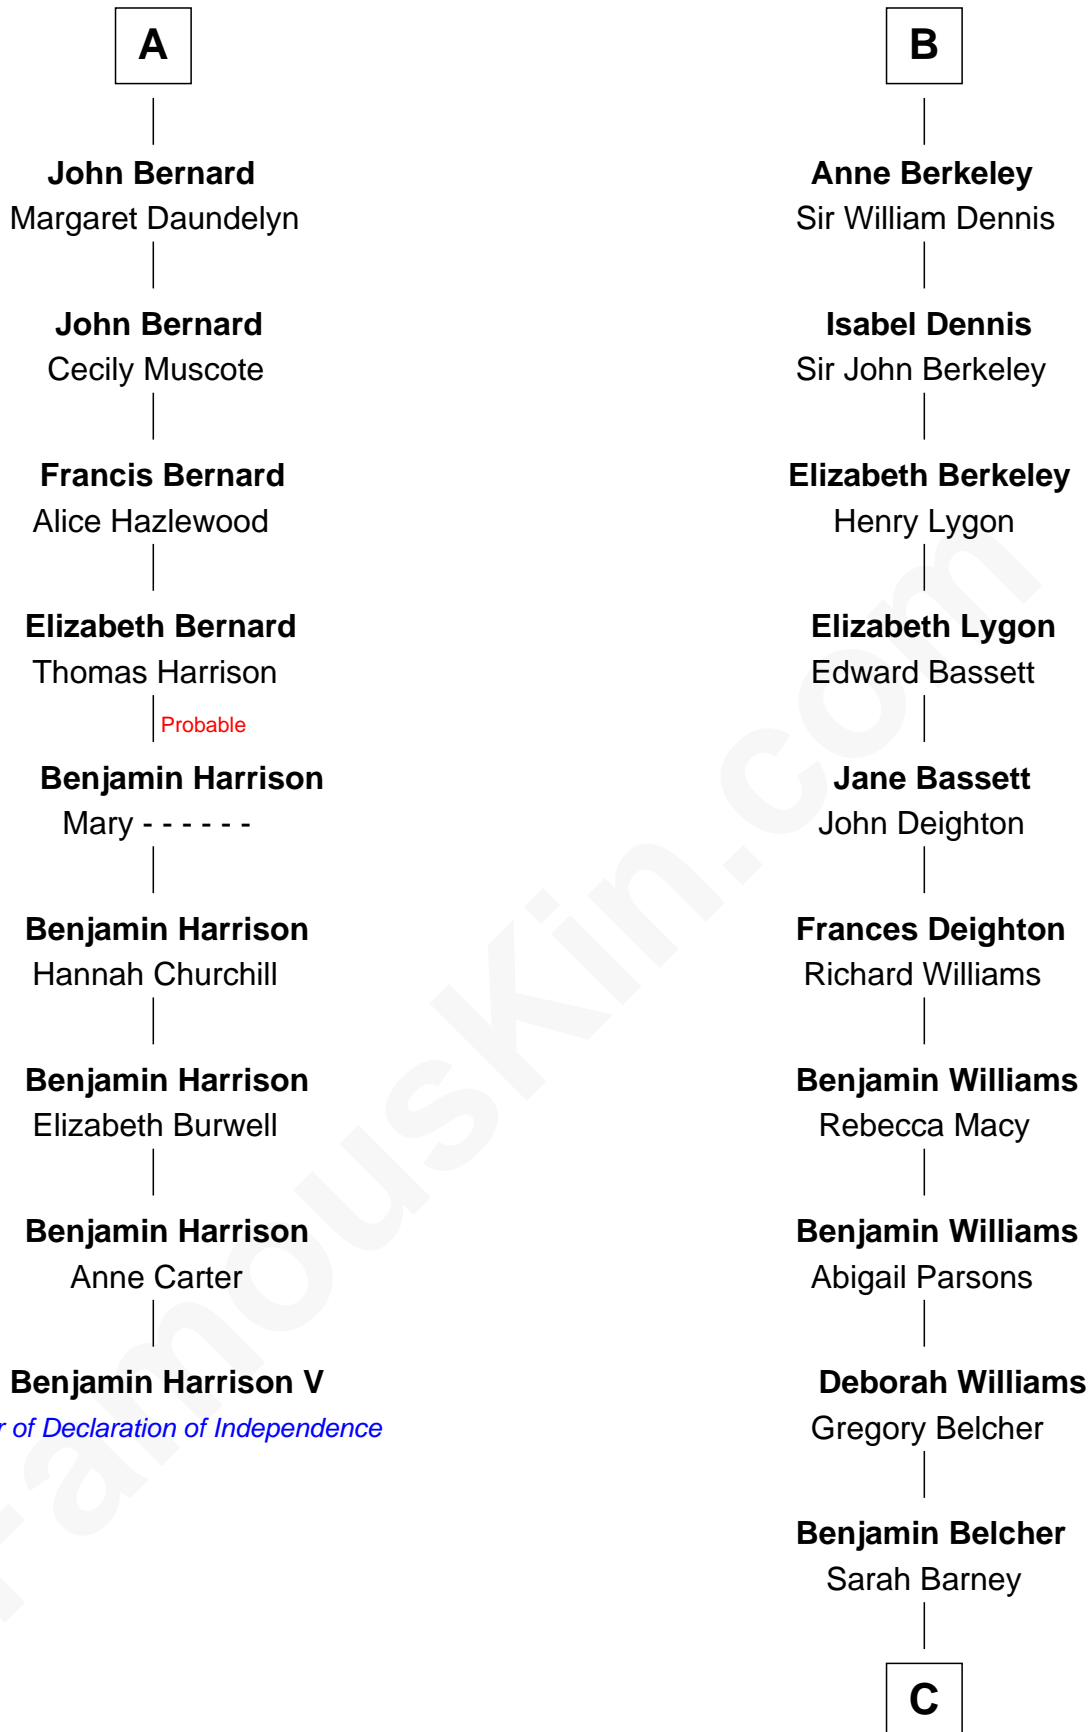 A
John Bernard
Margaret Daundelyn
John Bernard
Cecily Muscote
Francis Bernard
Alice Hazlewood
Elizabeth Bernard
Thomas Harrison
Probable
Benjamin Harrison
Mary - - - - - -
Benjamin Harrison
Hannah Churchill
Benjamin Harrison
Elizabeth Burwell
Benjamin Harrison
Anne Carter
Benjamin Harrison V
r of Declaration of Independence
B
Anne Berkeley
Sir William Dennis
Isabel Dennis
Sir John Berkeley
Elizabeth Berkeley
Henry Lygon
Elizabeth Lygon
Edward Bassett
Jane Bassett
John Deighton
Frances Deighton
Richard Williams
Benjamin Williams
Rebecca Macy
Benjamin Williams
Abigail Parsons
Deborah Williams
Gregory Belcher
Benjamin Belcher
Sarah Barney
C
FamousKin.com